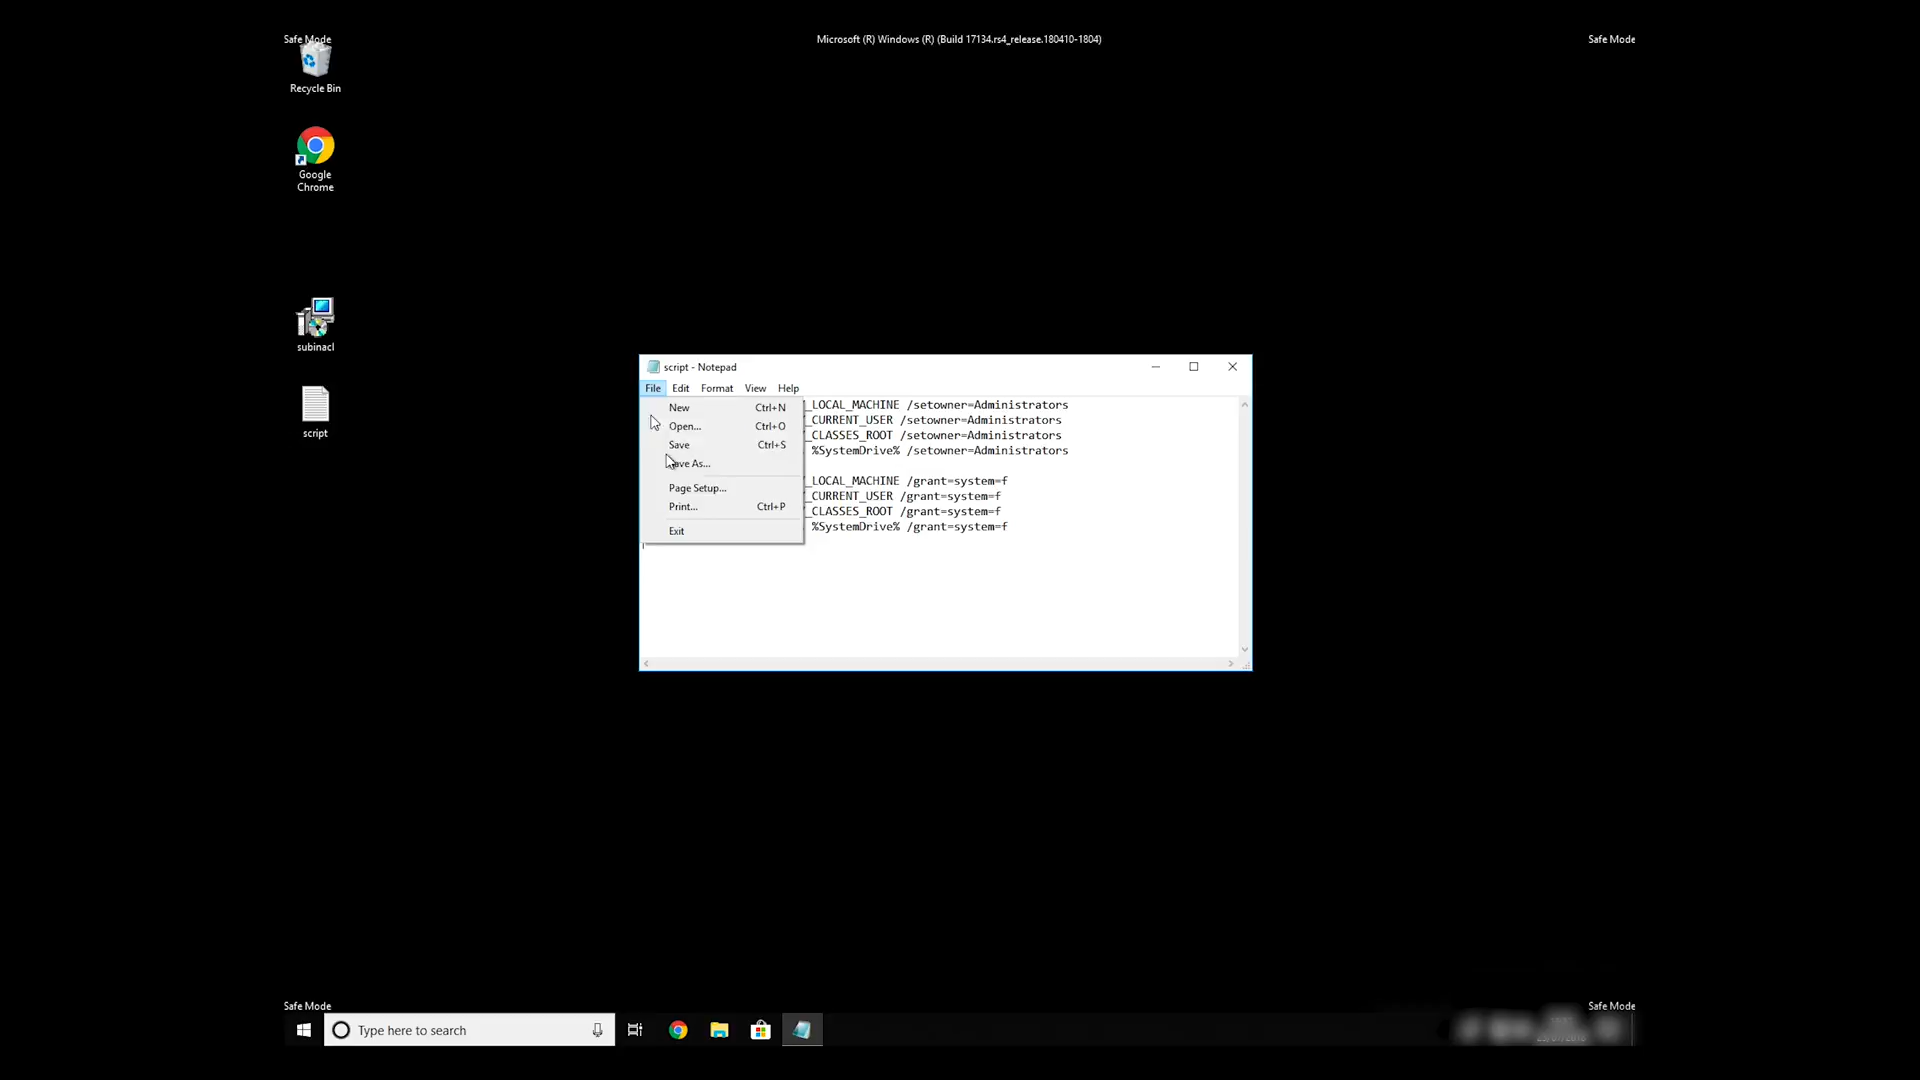 Safe Mode
Microsoft (R) Windows (R) (Build 17134.rs4_release.180410-1804)
Safe Mode
Recycle Bin
Google
Chrome
subinacl
script
script - Notepad
File Edit Format View Help
New Ctrl+N
Open... Ctrl+O
Save Ctrl+S
As...
Page Setup...
Print... Ctrl+P
Exit
_LOCAL_MACHINE /setowner=Administrators
_CURRENT_USER /setowner=Administrators
_CLASSES_ROOT /setowner=Administrators
%SystemDrive% /setowner=Administrators
_LOCAL_MACHINE /grant=system=f
_CURRENT_USER /grant=system=f
_CLASSES_ROOT /grant=system=f
%SystemDrive% /grant=system=f
Safe Mode
Safe Mode
Type here to search